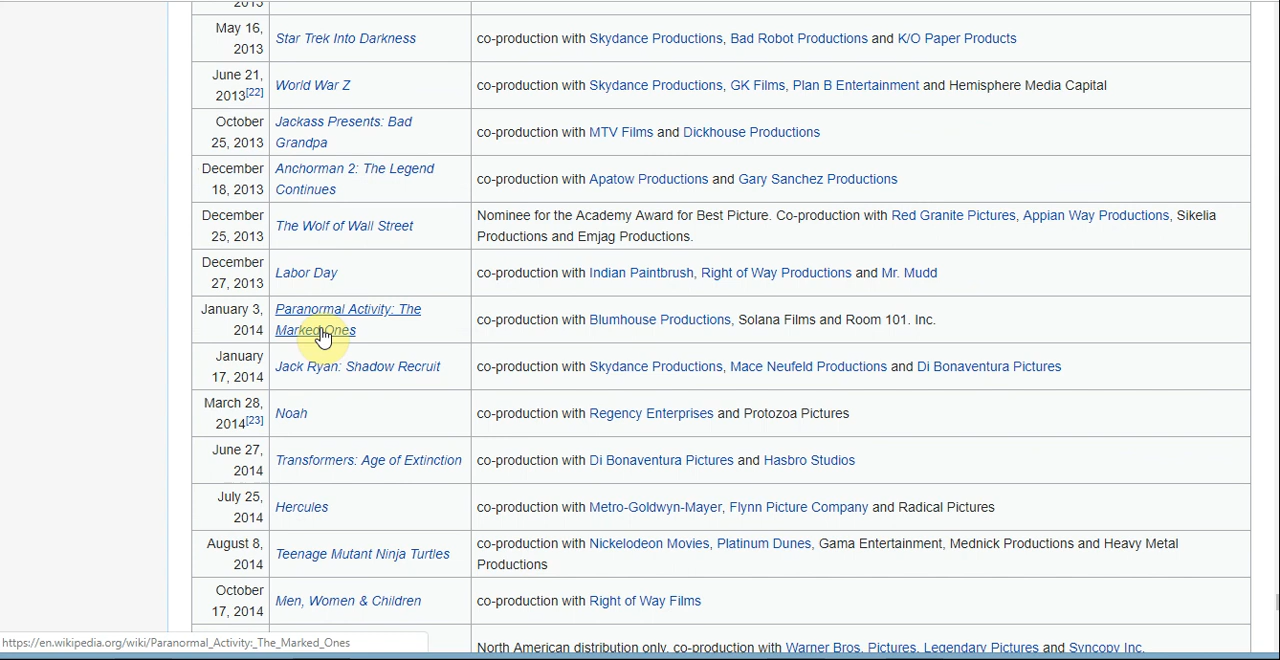 2013
May 16,
2013
Star Trek Into Darkness
co-production with Skydance Productions, Bad Robot Productions and K/O Paper Products
June 21,
2013[22]
World War Z
co-production with Skydance Productions, GK Films, Plan B Entertainment and Hemisphere Media Capital
October
25, 2013
Jackass Presents: Bad
Grandpa
co-production with MTV Films and Dickhouse Productions
December
18, 2013
Anchorman 2: The Legend
Continues
co-production with Apatow Productions and Gary Sanchez Productions
December
25, 2013
The Wolf of Wall Street
Nominee for the Academy Award for Best Picture. Co-production with Red Granite Pictures, Appian Way Productions, Sikelia
Productions and Emjag Productions.
December
27, 2013
Labor Day
co-production with Indian Paintbrush, Right of Way Productions and Mr. Mudd
January 3,
2014
Paranormal Activity: The
Marked Ones
co-production with Blumhouse Productions, Solana Films and Room 101. Inc.
January
17, 2014
Jack Ryan: Shadow Recruit
co-production with Skydance Productions, Mace Neufeld Productions and Di Bonaventura Pictures
March 28,
2014[23]
Noah
co-production with Regency Enterprises and Protozoa Pictures
June 27,
2014
Transformers: Age of Extinction
co-production with Di Bonaventura Pictures and Hasbro Studios
July 25,
2014
Hercules
co-production with Metro-Goldwyn-Mayer, Flynn Picture Company and Radical Pictures
August 8,
2014
Teenage Mutant Ninja Turtles
co-production with Nickelodeon Movies, Platinum Dunes, Gama Entertainment, Mednick Productions and Heavy Metal
Productions
October
17, 2014
Men, Women & Children
co-production with Right of Way Films
North American distribution only, co-production with Warner Bros. Pictures, Legendary Pictures and Syncopy Inc.
https://en.wikipedia.org/wiki/Paranormal_Activity:_The_Marked_Ones